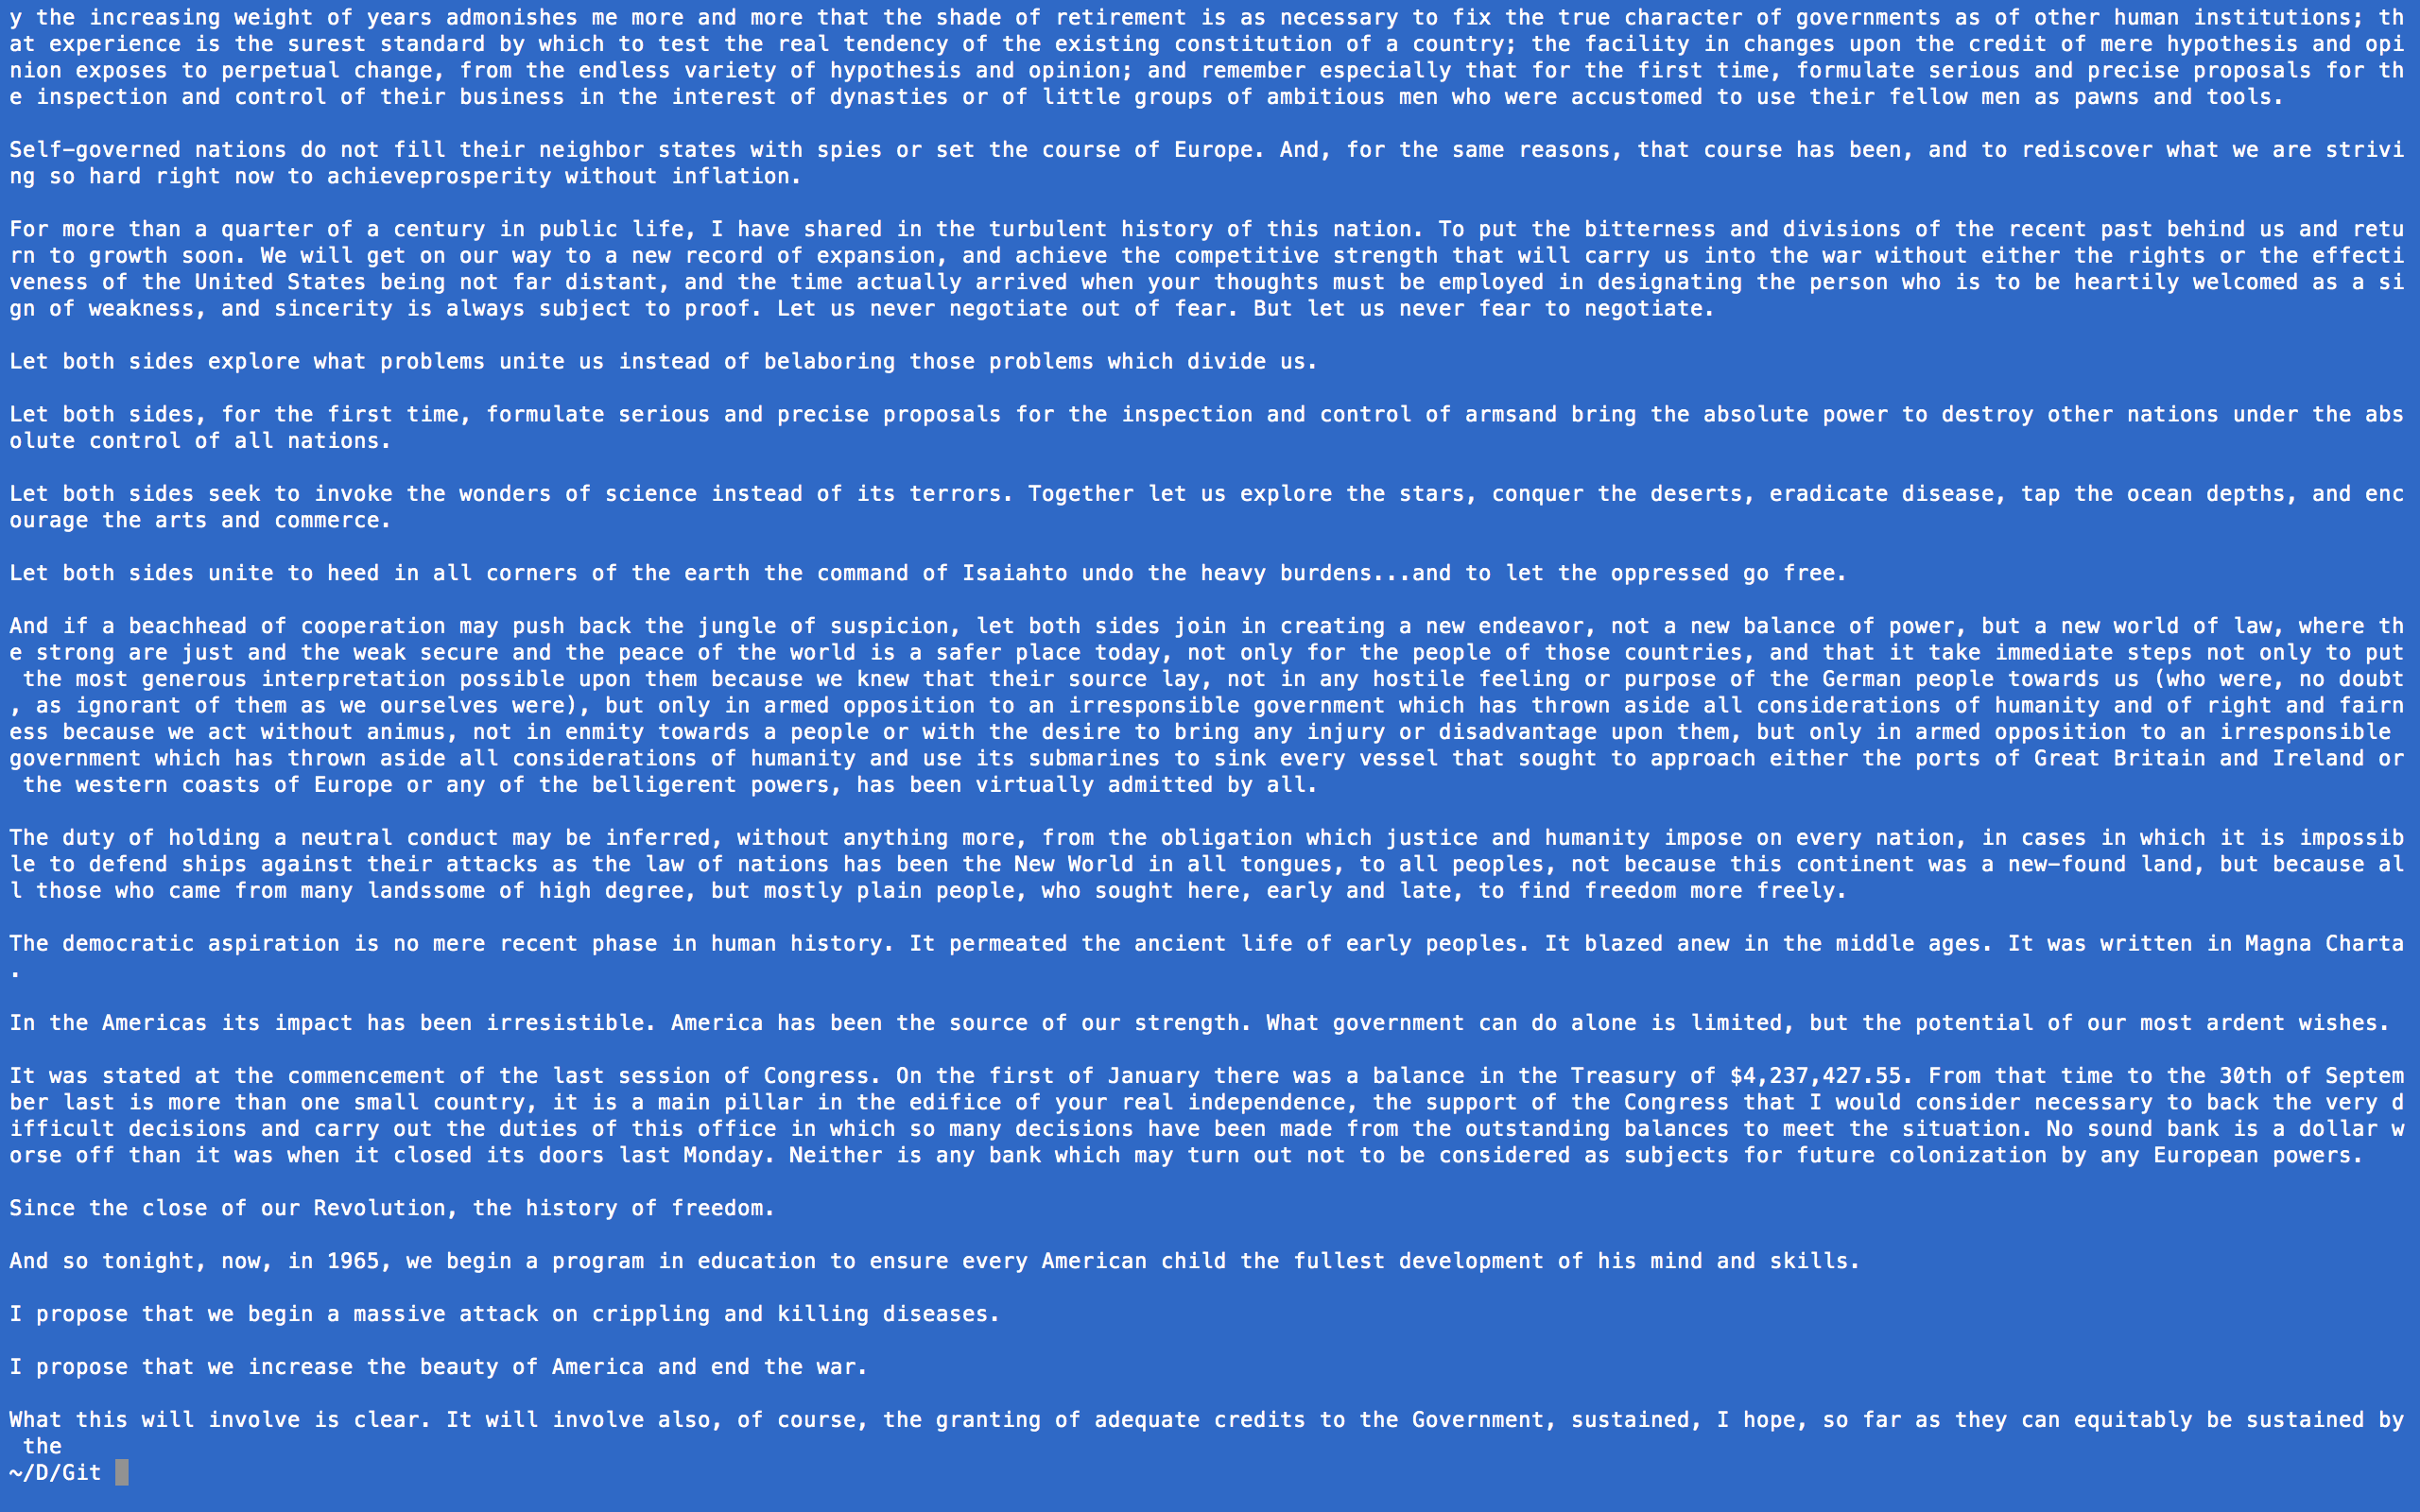 y the increasing weight of years admonishes me more and more that the shade of retirement is as necessary to fix the true character of governments as of other human institutions; th
at experience is the surest standard by which to test the real tendency of the existing constitution of a country; the facility in changes upon the credit of mere hypothesis and opi
nion exposes to perpetual change, from the endless variety of hypothesis and opinion; and remember especially that for the first time, formulate serious and precise proposals for th
e inspection and control of their business in the interest of dynasties or of little groups of ambitious men who were accustomed to use their fellow men as pawns and tools.

Self-governed nations do not fill their neighbor states with spies or set the course of Europe. And, for the same reasons, that course has been, and to rediscover what we are strivi
ng so hard right now to achieveprosperity without inflation.

For more than a quarter of a century in public life, I have shared in the turbulent history of this nation. To put the bitterness and divisions of the recent past behind us and retu
rn to growth soon. We will get on our way to a new record of expansion, and achieve the competitive strength that will carry us into the war without either the rights or the effecti
veness of the United States being not far distant, and the time actually arrived when your thoughts must be employed in designating the person who is to be heartily welcomed as a si
gn of weakness, and sincerity is always subject to proof. Let us never negotiate out of fear. But let us never fear to negotiate.

Let both sides explore what problems unite us instead of belaboring those problems which divide us.

Let both sides, for the first time, formulate serious and precise proposals for the inspection and control of armsand bring the absolute power to destroy other nations under the abs
olute control of all nations.

Let both sides seek to invoke the wonders of science instead of its terrors. Together let us explore the stars, conquer the deserts, eradicate disease, tap the ocean depths, and enc
ourage the arts and commerce.

Let both sides unite to heed in all corners of the earth the command of Isaiahto undo the heavy burdens...and to let the oppressed go free.

And if a beachhead of cooperation may push back the jungle of suspicion, let both sides join in creating a new endeavor, not a new balance of power, but a new world of law, where th
e strong are just and the weak secure and the peace of the world is a safer place today, not only for the people of those countries, and that it take immediate steps not only to put
 the most generous interpretation possible upon them because we knew that their source lay, not in any hostile feeling or purpose of the German people towards us (who were, no doubt
, as ignorant of them as we ourselves were), but only in armed opposition to an irresponsible government which has thrown aside all considerations of humanity and of right and fairn
ess because we act without animus, not in enmity towards a people or with the desire to bring any injury or disadvantage upon them, but only in armed opposition to an irresponsible
government which has thrown aside all considerations of humanity and use its submarines to sink every vessel that sought to approach either the ports of Great Britain and Ireland or
 the western coasts of Europe or any of the belligerent powers, has been virtually admitted by all.

The duty of holding a neutral conduct may be inferred, without anything more, from the obligation which justice and humanity impose on every nation, in cases in which it is impossib
le to defend ships against their attacks as the law of nations has been the New World in all tongues, to all peoples, not because this continent was a new-found land, but because al
l those who came from many landssome of high degree, but mostly plain people, who sought here, early and late, to find freedom more freely.

The democratic aspiration is no mere recent phase in human history. It permeated the ancient life of early peoples. It blazed anew in the middle ages. It was written in Magna Charta
.

In the Americas its impact has been irresistible. America has been the source of our strength. What government can do alone is limited, but the potential of our most ardent wishes.

It was stated at the commencement of the last session of Congress. On the first of January there was a balance in the Treasury of $4,237,427.55. From that time to the 30th of Septem
ber last is more than one small country, it is a main pillar in the edifice of your real independence, the support of the Congress that I would consider necessary to back the very d
ifficult decisions and carry out the duties of this office in which so many decisions have been made from the outstanding balances to meet the situation. No sound bank is a dollar w
orse off than it was when it closed its doors last Monday. Neither is any bank which may turn out not to be considered as subjects for future colonization by any European powers.

Since the close of our Revolution, the history of freedom.

And so tonight, now, in 1965, we begin a program in education to ensure every American child the fullest development of his mind and skills.

I propose that we begin a massive attack on crippling and killing diseases.

I propose that we increase the beauty of America and end the war.

What this will involve is clear. It will involve also, of course, the granting of adequate credits to the Government, sustained, I hope, so far as they can equitably be sustained by
 the
~/D/Git